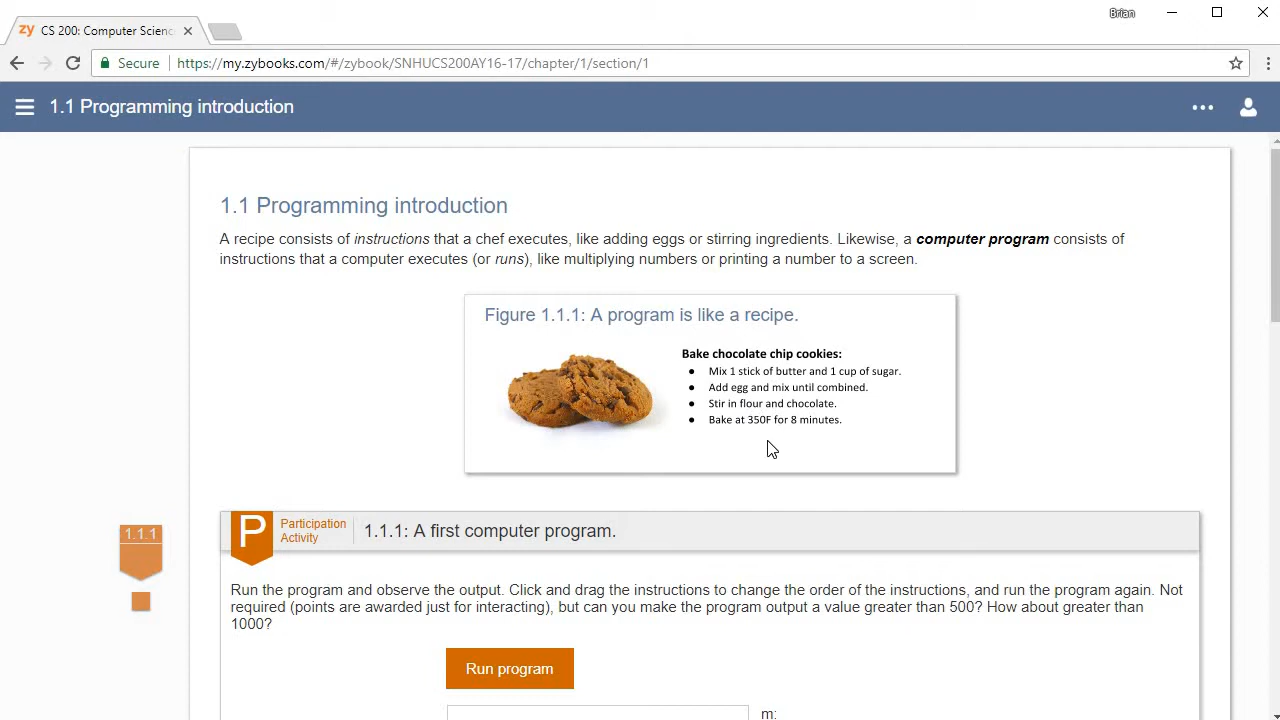 Brian
zy CS 200: Computer Scienc
Secure https://my.zybooks.com/#/zybook/SNHUCS200AY16-17/chapter/1/section/1
1.1 Programming introduction
1.1 Programming introduction
A recipe consists of instructions that a chef executes, like adding eggs or stirring ingredients. Likewise, a computer program consists of
instructions that a computer executes (or runs), like multiplying numbers or printing a number to a screen.
Figure 1.1.1: A program is like a recipe.
Bake chocolate chip cookies:
● Mix 1 stick of butter and 1 cup of sugar.
● Add egg and mix until combined.
● Stir in flour and chocolate.
● Bake at 350F for 8 minutes.
1.1.1
P
Participation
Activity
1.1.1: A first computer program.
Run the program and observe the output. Click and drag the instructions to change the order of the instructions, and run the program again. Not
required (points are awarded just for interacting), but can you make the program output a value greater than 500? How about greater than
1000?
Run program
m: